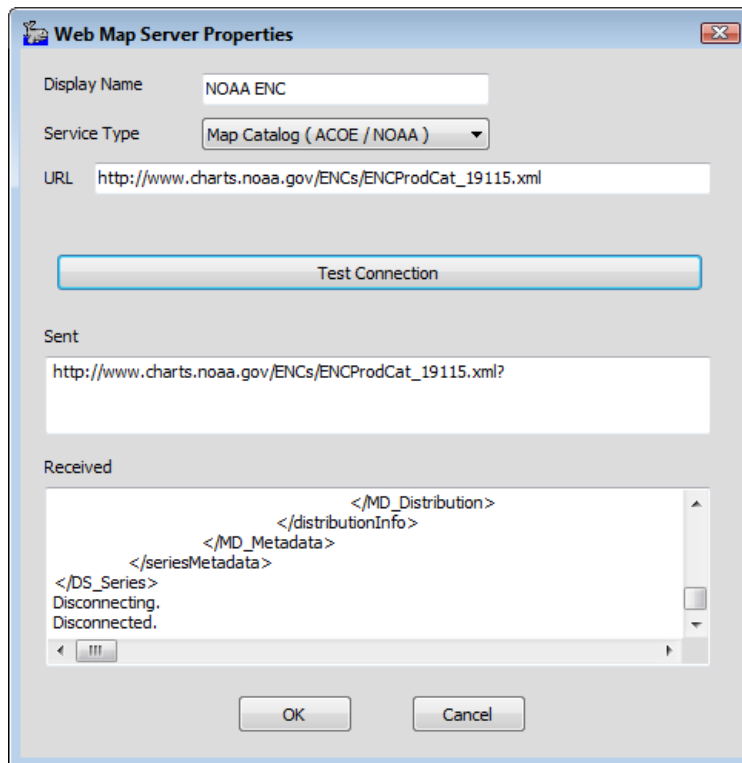 Web Map Server Properties
Display Name NOAA ENC
Service Type Map Catalog ( ACOE / NOAA )
URL http://www.charts.noaa.gov/ENCs/ENCProdCat_19115.xml
Test Connection
Sent
http://www.charts.noaa.gov/ENCs/ENCProdCat_19115.xml?
Received
</MD_Distribution>
</distributionInfo>
</MD_Metadata>
</seriesMetadata>
</DS_Series>
Disconnecting.
Disconnected.
OK Cancel